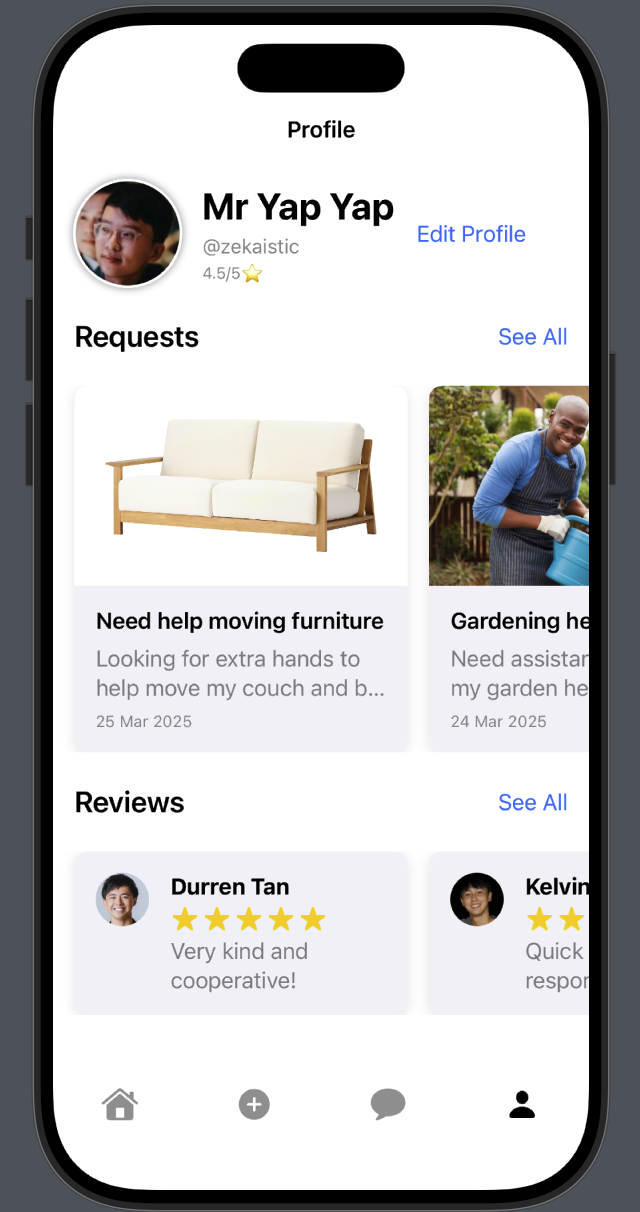 Profile
Mr Yap Yap
@zekaistic
4.5/5⭐
Edit Profile
Requests
See All
Need help moving furniture
Looking for extra hands to
help move my couch and b...
25 Mar 2025
Gardening he
Need assistan
my garden he
24 Mar 2025
Reviews
See All
Durren Tan
Very kind and
cooperative!
Kelvin
Quick
respon